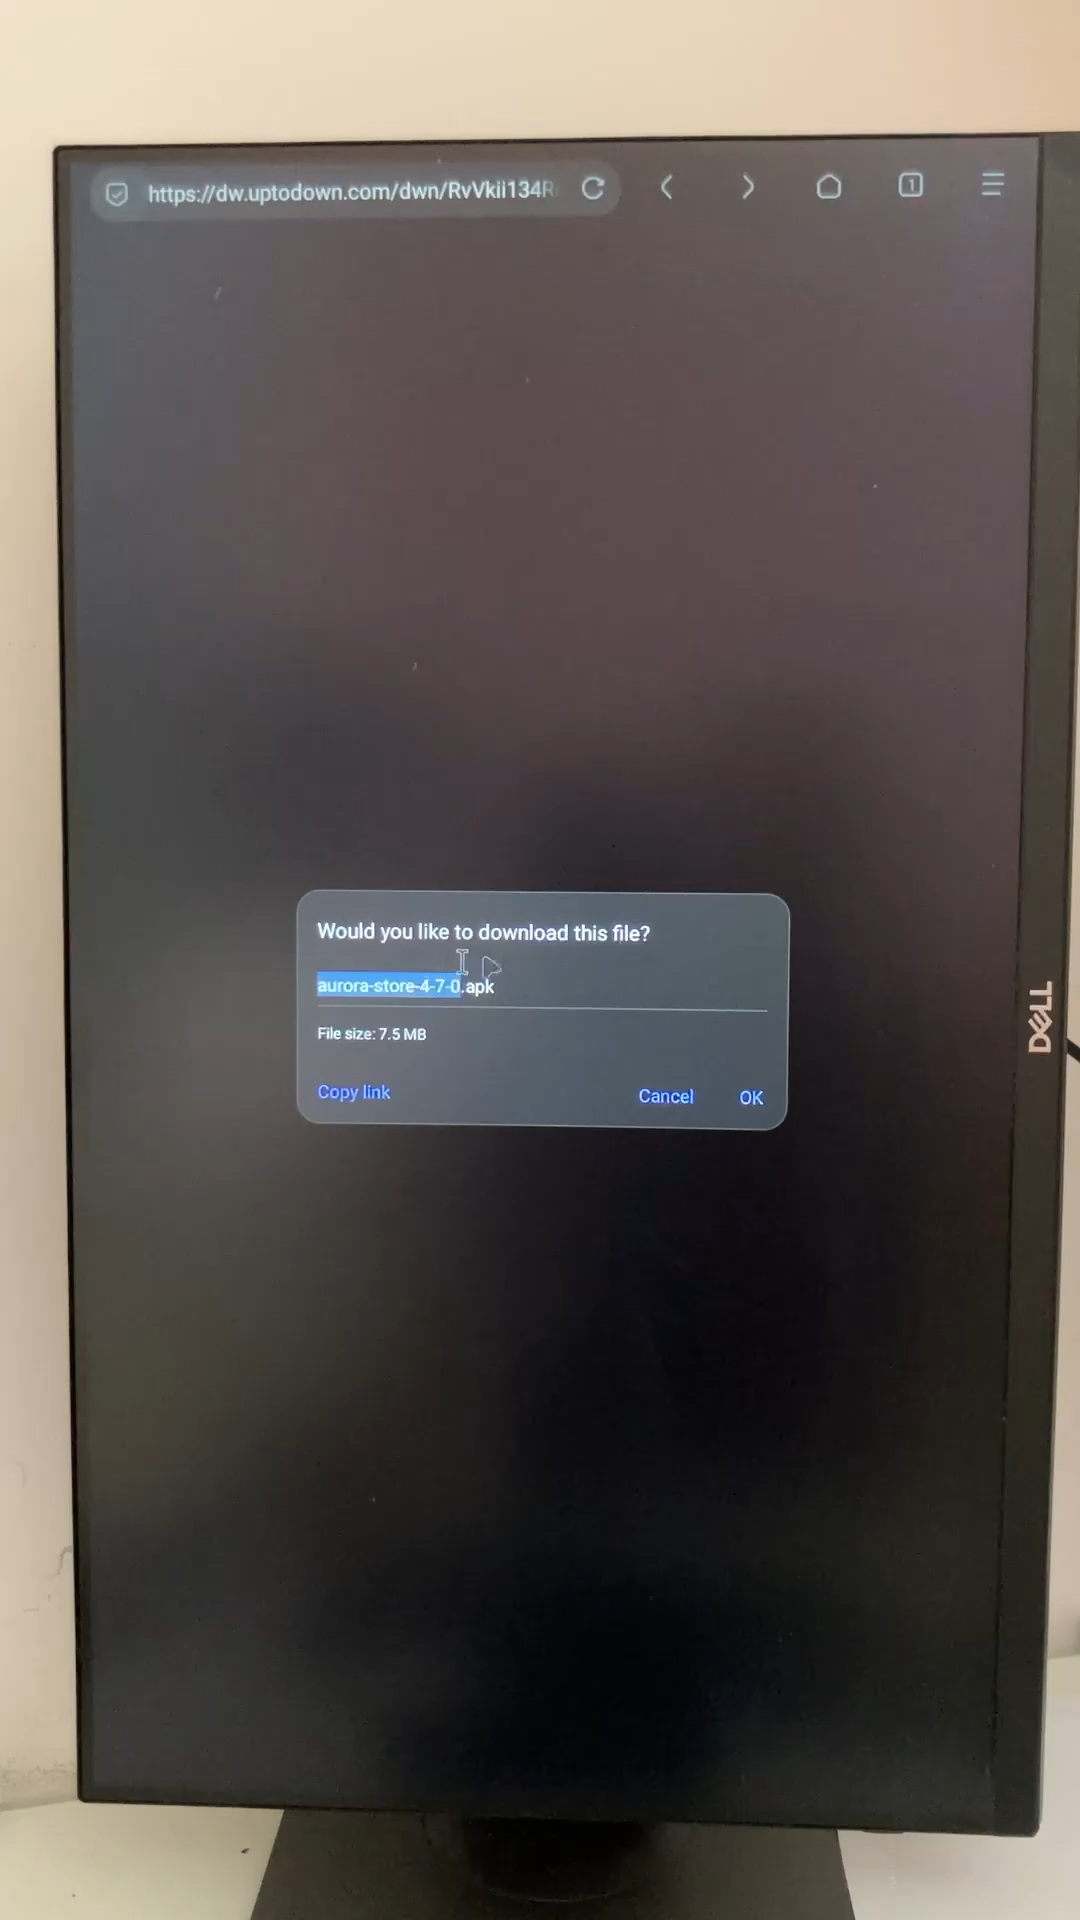 https://dw.uptodown.com/dwn/RvVkii134R
1
Would you like to download this file?
aurora-store-4-7-0.apk
File size: 7.5 MB
Copy link
Cancel
OK
DELL